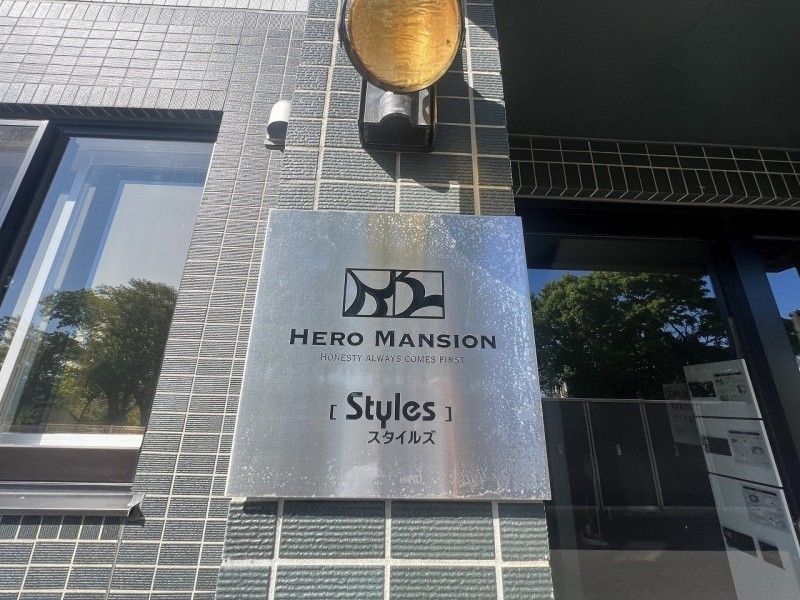 HERO MANSION
HONESTY ALWAYS COMES FIRST.
[ Styles ]
スタイルズ